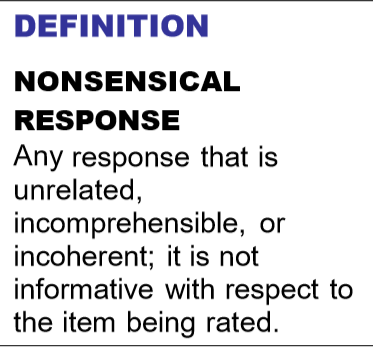 DEFINITION
NONSENSICAL
RESPONSE
Any response that is
unrelated,
incomprehensible, or
incoherent; it is not
informative with respect to
the item being rated.